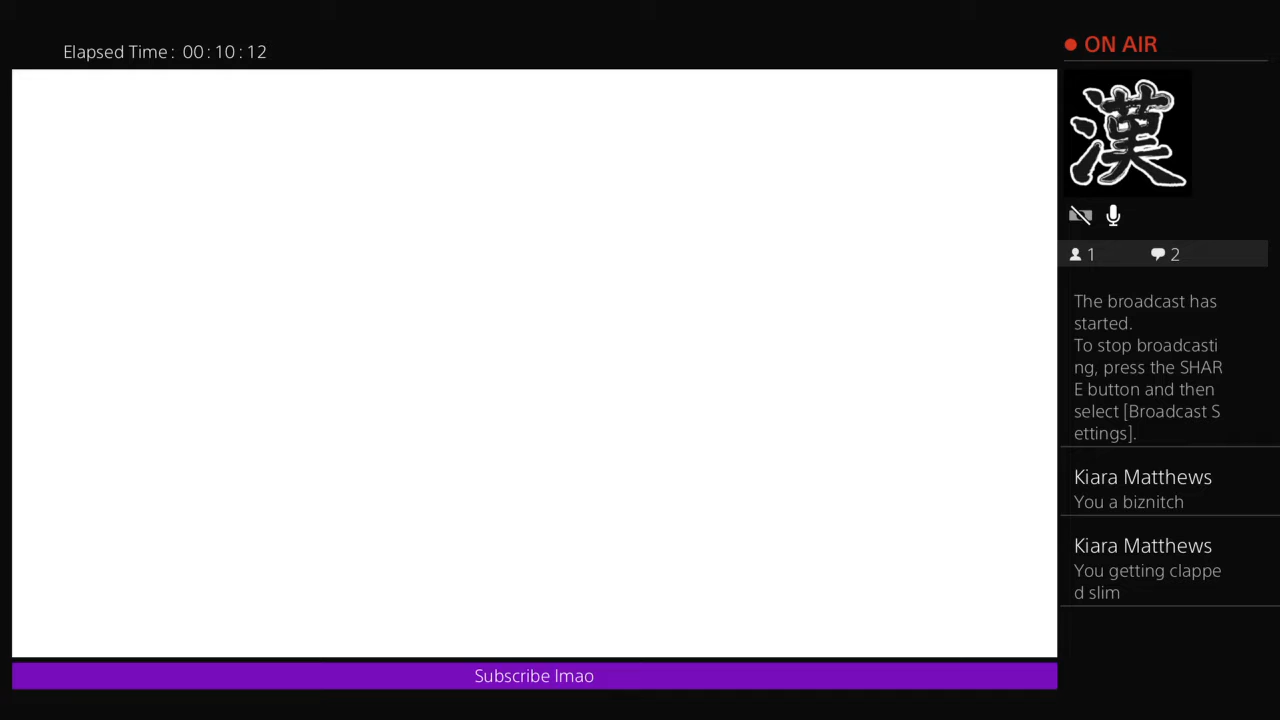 Elapsed Time: 00:10:12
ON AIR
漢
1
2
The broadcast has
started.
To stop broadcasti
ng, press the SHAR
E button and then
select [Broadcast S
ettings].
Kiara Matthews
You a biznitch
Kiara Matthews
You getting clappe
d slim
Subscribe lmao